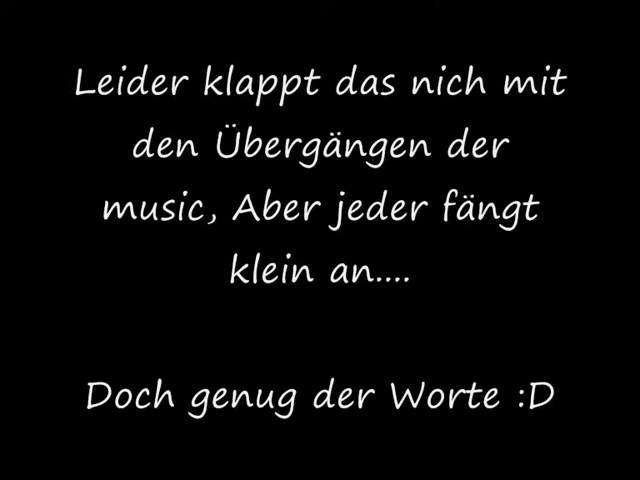 Leider klappt das nich mit
den Übergängen der
music, Aber jeder fängt
klein an....
Doch genug der Worte :D